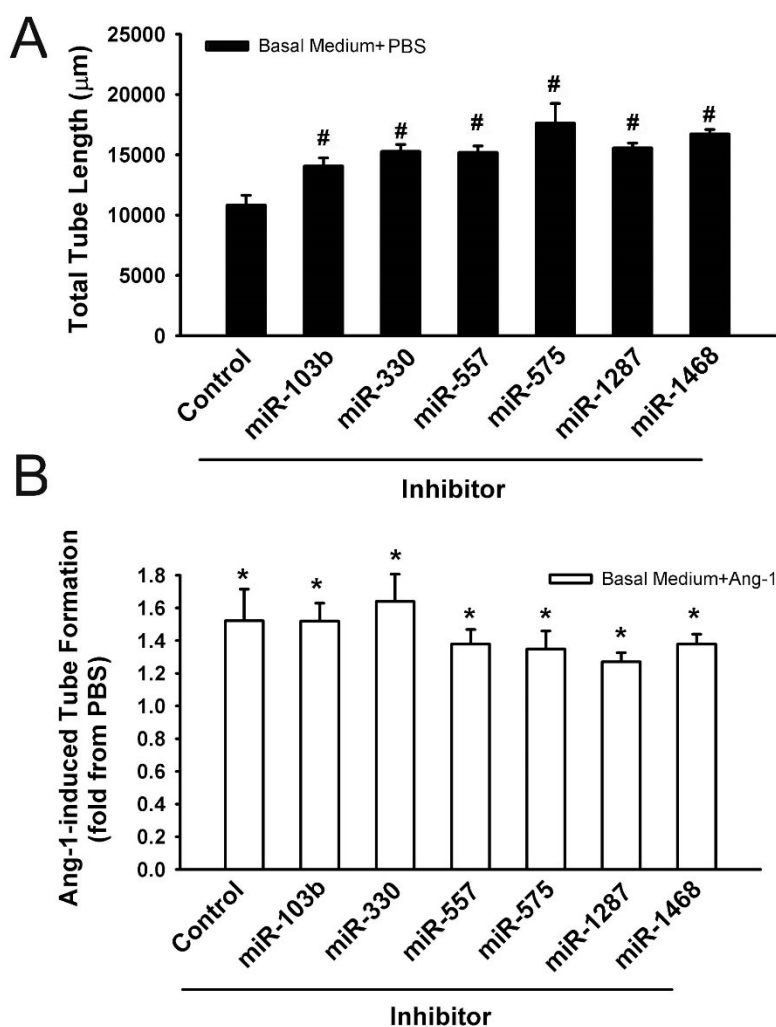 A
Basal Medium+PBS
Total Tube Length (μm)
25000
20000
15000
10000
5000
0
# # # # # #
Control miR-103b miR-330 miR-557 miR-575 miR-1287 miR-1468
Inhibitor
B
Basal Medium+Ang-1
Ang-1-induced Tube Formation
(fold from PBS)
1.8
1.6
1.4
1.2
1.0
0.8
0.6
0.4
0.2
0.0
* * * * * * *
Control miR-103b miR-330 miR-557 miR-575 miR-1287 miR-1468
Inhibitor